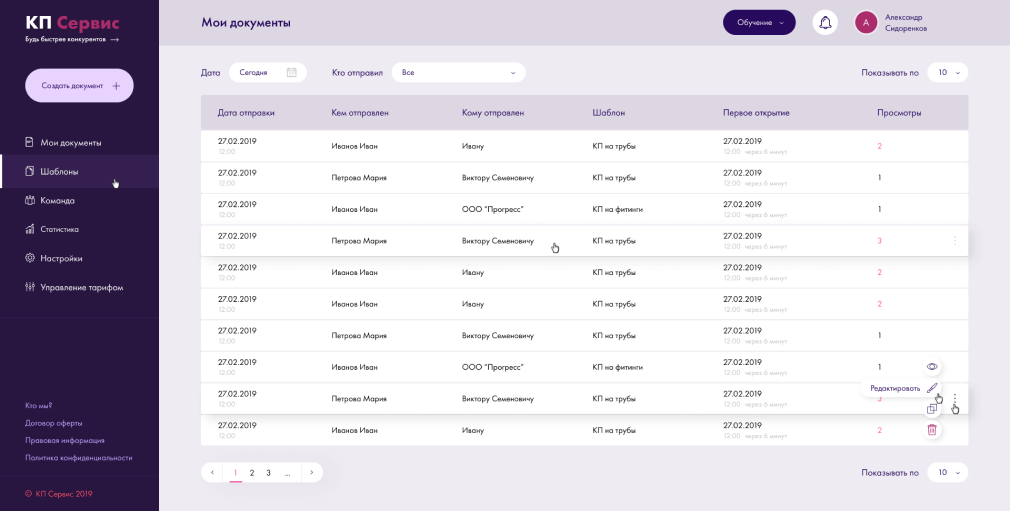 КП Сервис
Будь быстрее конкурентов →
Создать документ +
Мои документы
Шаблоны
Команда
Статистика
Настройки
Управление тарифом
Кто мы?
Договор оферты
Правовая информация
Политика конфиденциальности
© КП Сервис 2019
Мои документы
Обучение
А
Александр
Сидоренков
Дата Сегодня Кто отправил Все Показывать по 10
Дата отправки Кем отправлен Кому отправлен Шаблон Первое открытие Просмотры
27.02.2019 Иванов Иван Ивану КП на трубы 27.02.2019 2
12:00 12:00 через 6 минут
27.02.2019 Петрова Мария Виктору Семеновичу КП на трубы 27.02.2019 1
12:00 12:00 через 6 минут
27.02.2019 Иванов Иван ООО "Прогресс" КП на фитинги 27.02.2019 1
12:00 12:00 через 6 минут
27.02.2019 Петрова Мария Виктору Семеновичу КП на трубы 27.02.2019 3
12:00 12:00 через 6 минут
27.02.2019 Иванов Иван Ивану КП на трубы 27.02.2019 2
12:00 12:00 через 6 минут
27.02.2019 Иванов Иван Ивану КП на трубы 27.02.2019 2
12:00 12:00 через 6 минут
27.02.2019 Петрова Мария Виктору Семеновичу КП на трубы 27.02.2019 1
12:00 12:00 через 6 минут
27.02.2019 Иванов Иван ООО "Прогресс" КП на фитинги 27.02.2019 1
12:00 12:00 через 6 минут
Редактировать
27.02.2019 Петрова Мария Виктору Семеновичу КП на трубы 27.02.2019 3
12:00 12:00 через 6 минут
27.02.2019 Иванов Иван Ивану КП на трубы 27.02.2019 2
12:00 12:00 через 6 минут
< 1 2 3 ... >
Показывать по 10